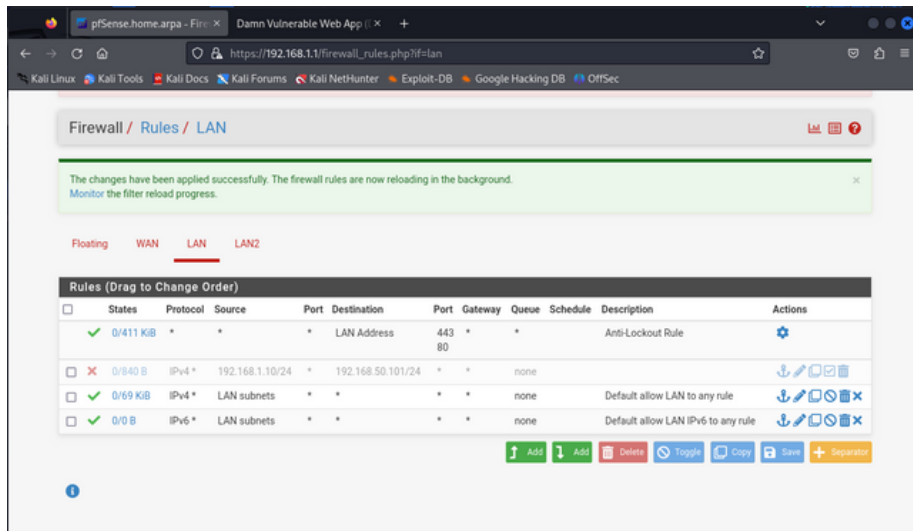 pfSense.home.arpa - Fire
Damn Vulnerable Web App (
https://192.168.1.1/firewall_rules.php?if=lan
Kali Linux Kali Tools Kali Docs Kali Forums Kali NetHunter Exploit-DB Google Hacking DB OffSec
Firewall / Rules / LAN
The changes have been applied successfully. The firewall rules are now reloading in the background.
Monitor the filter reload progress.
Floating WAN LAN LAN2
Rules (Drag to Change Order)
States Protocol Source Port Destination Port Gateway Queue Schedule Description Actions
0/411 KiB * * * LAN Address 443 * * Anti-Lockout Rule
80
0/840 B IPv4 * 192.168.1.10/24 * 192.168.50.101/24 * * none
0/69 KiB IPv4 * LAN subnets * * * * none Default allow LAN to any rule
0/0 B IPv6 * LAN subnets * * * * none Default allow LAN IPv6 to any rule
Add Add Delete Toggle Copy Save Separator